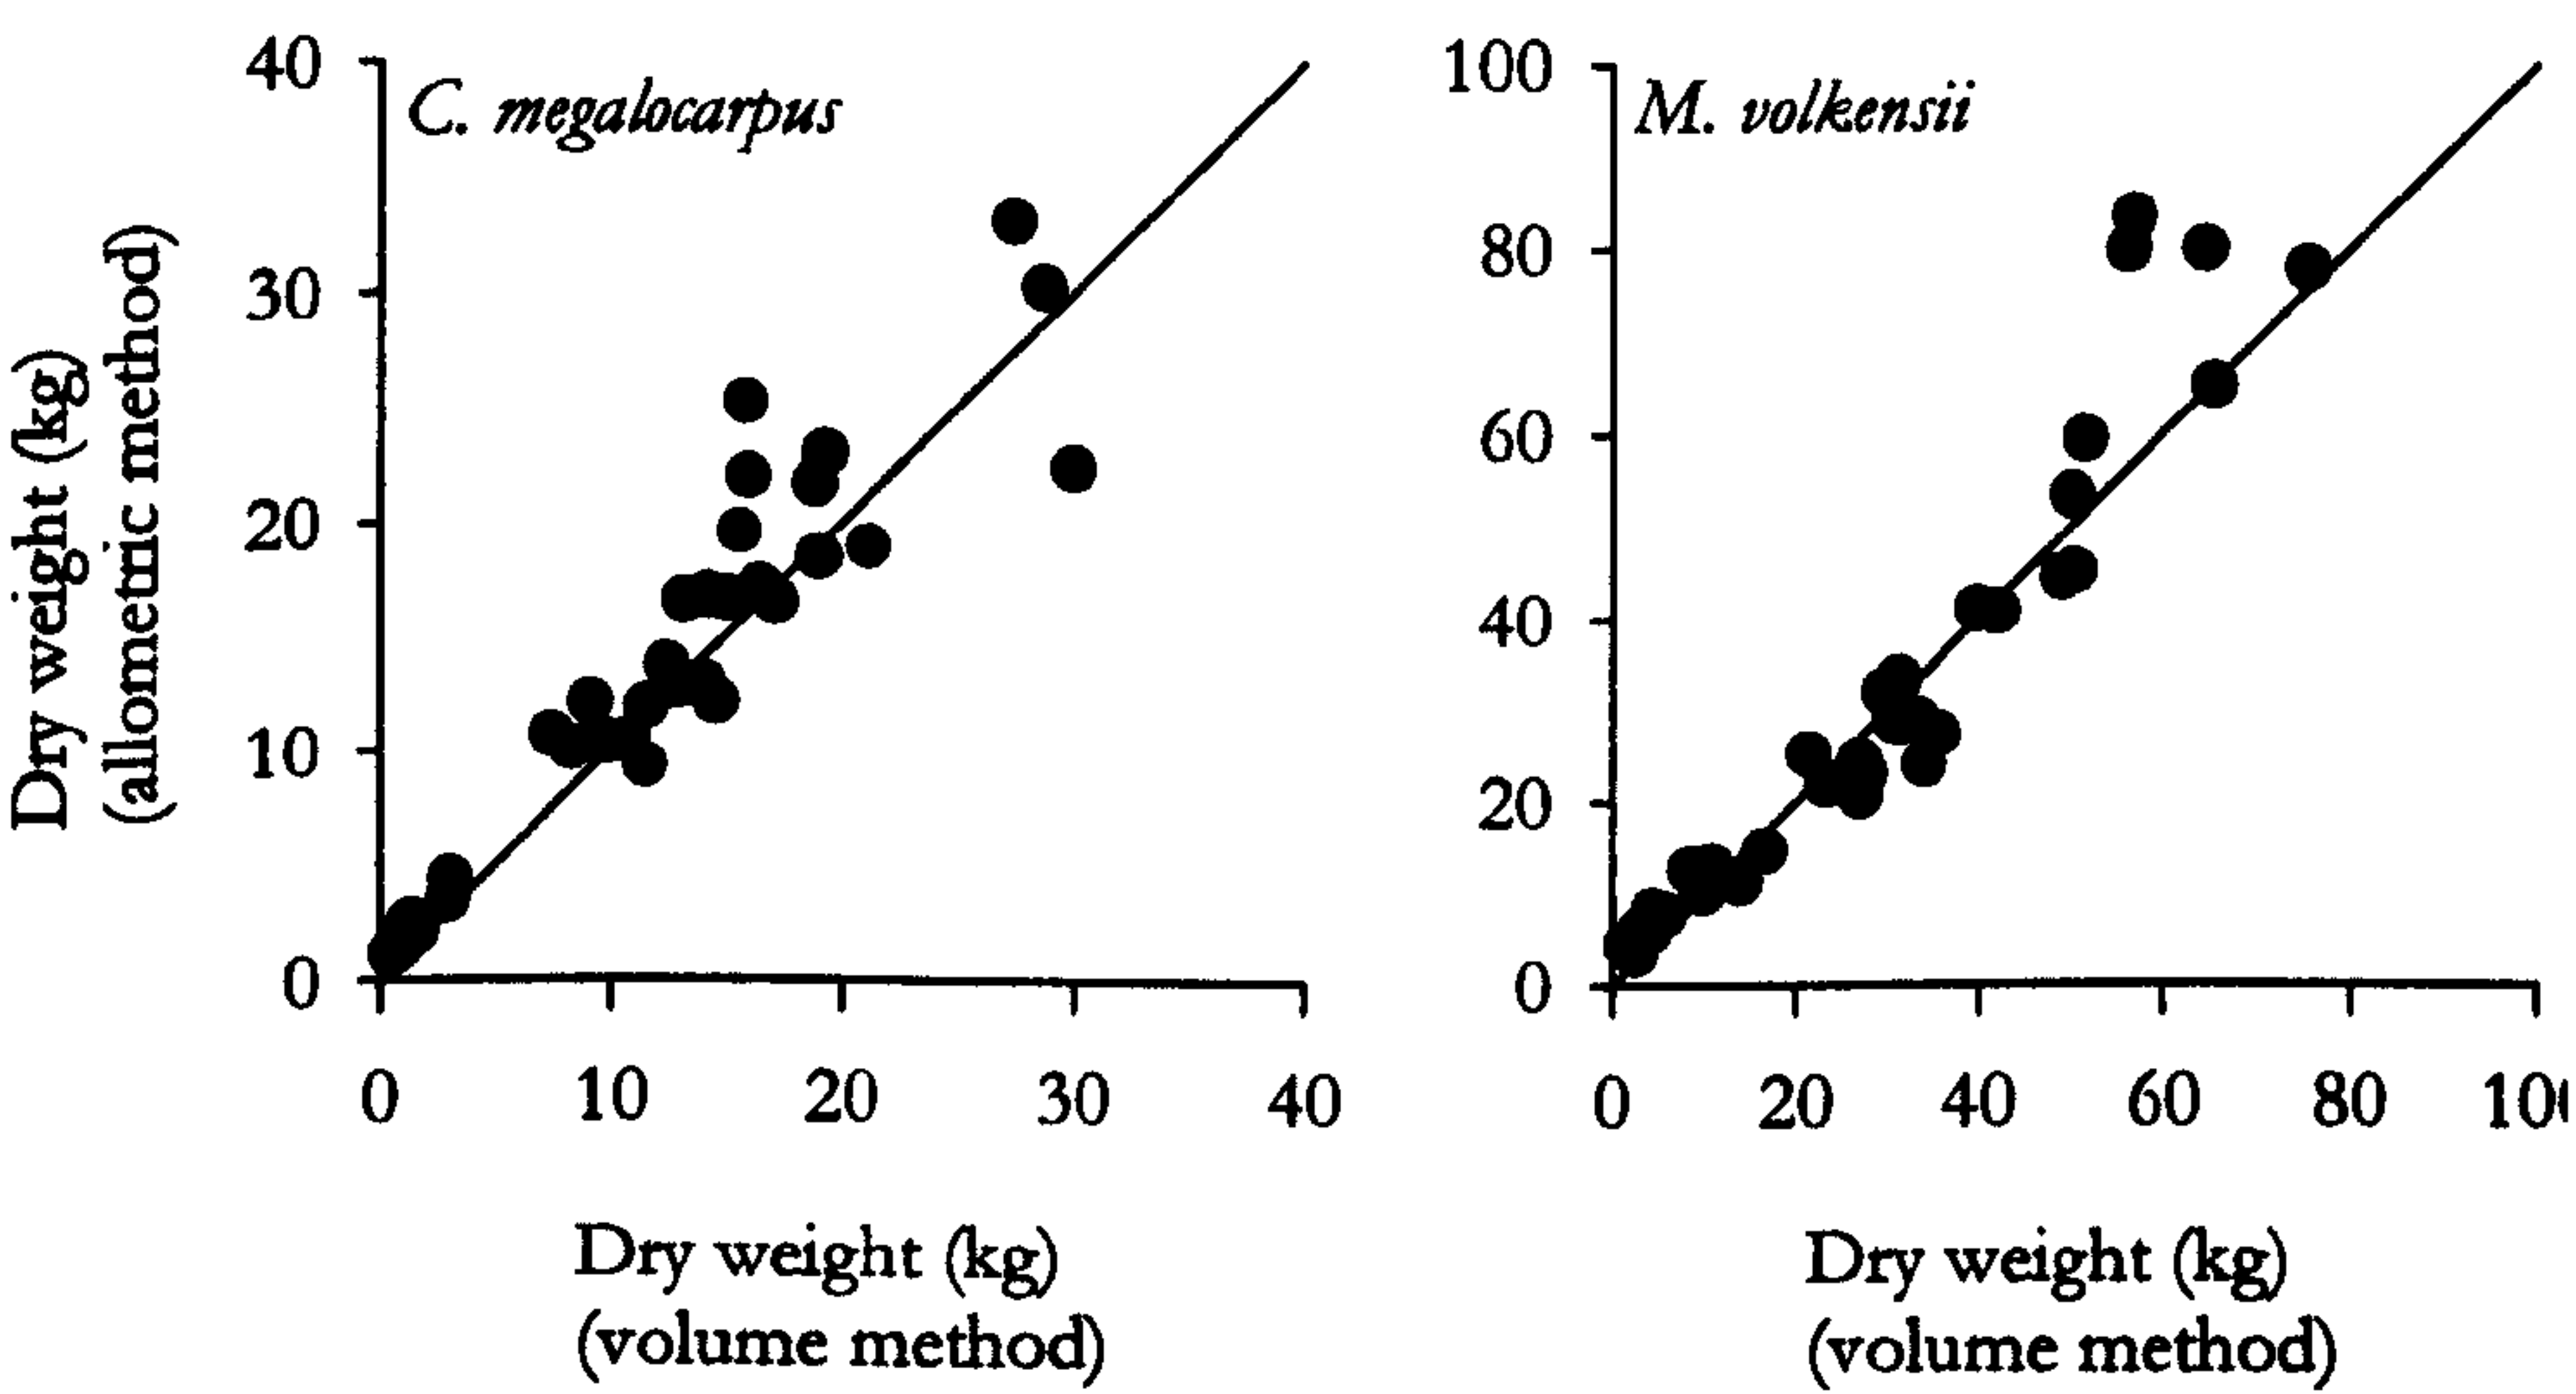 Dry weight (kg)
(allometric method)
40
30
20
10
0
C. megalocarpus
0 10 20 30 40
Dry weight (kg)
(volume method)
100
80
60
40
20
0
M. volkensii
0 20 40 60 80 10
Dry weight (kg)
(volume method)